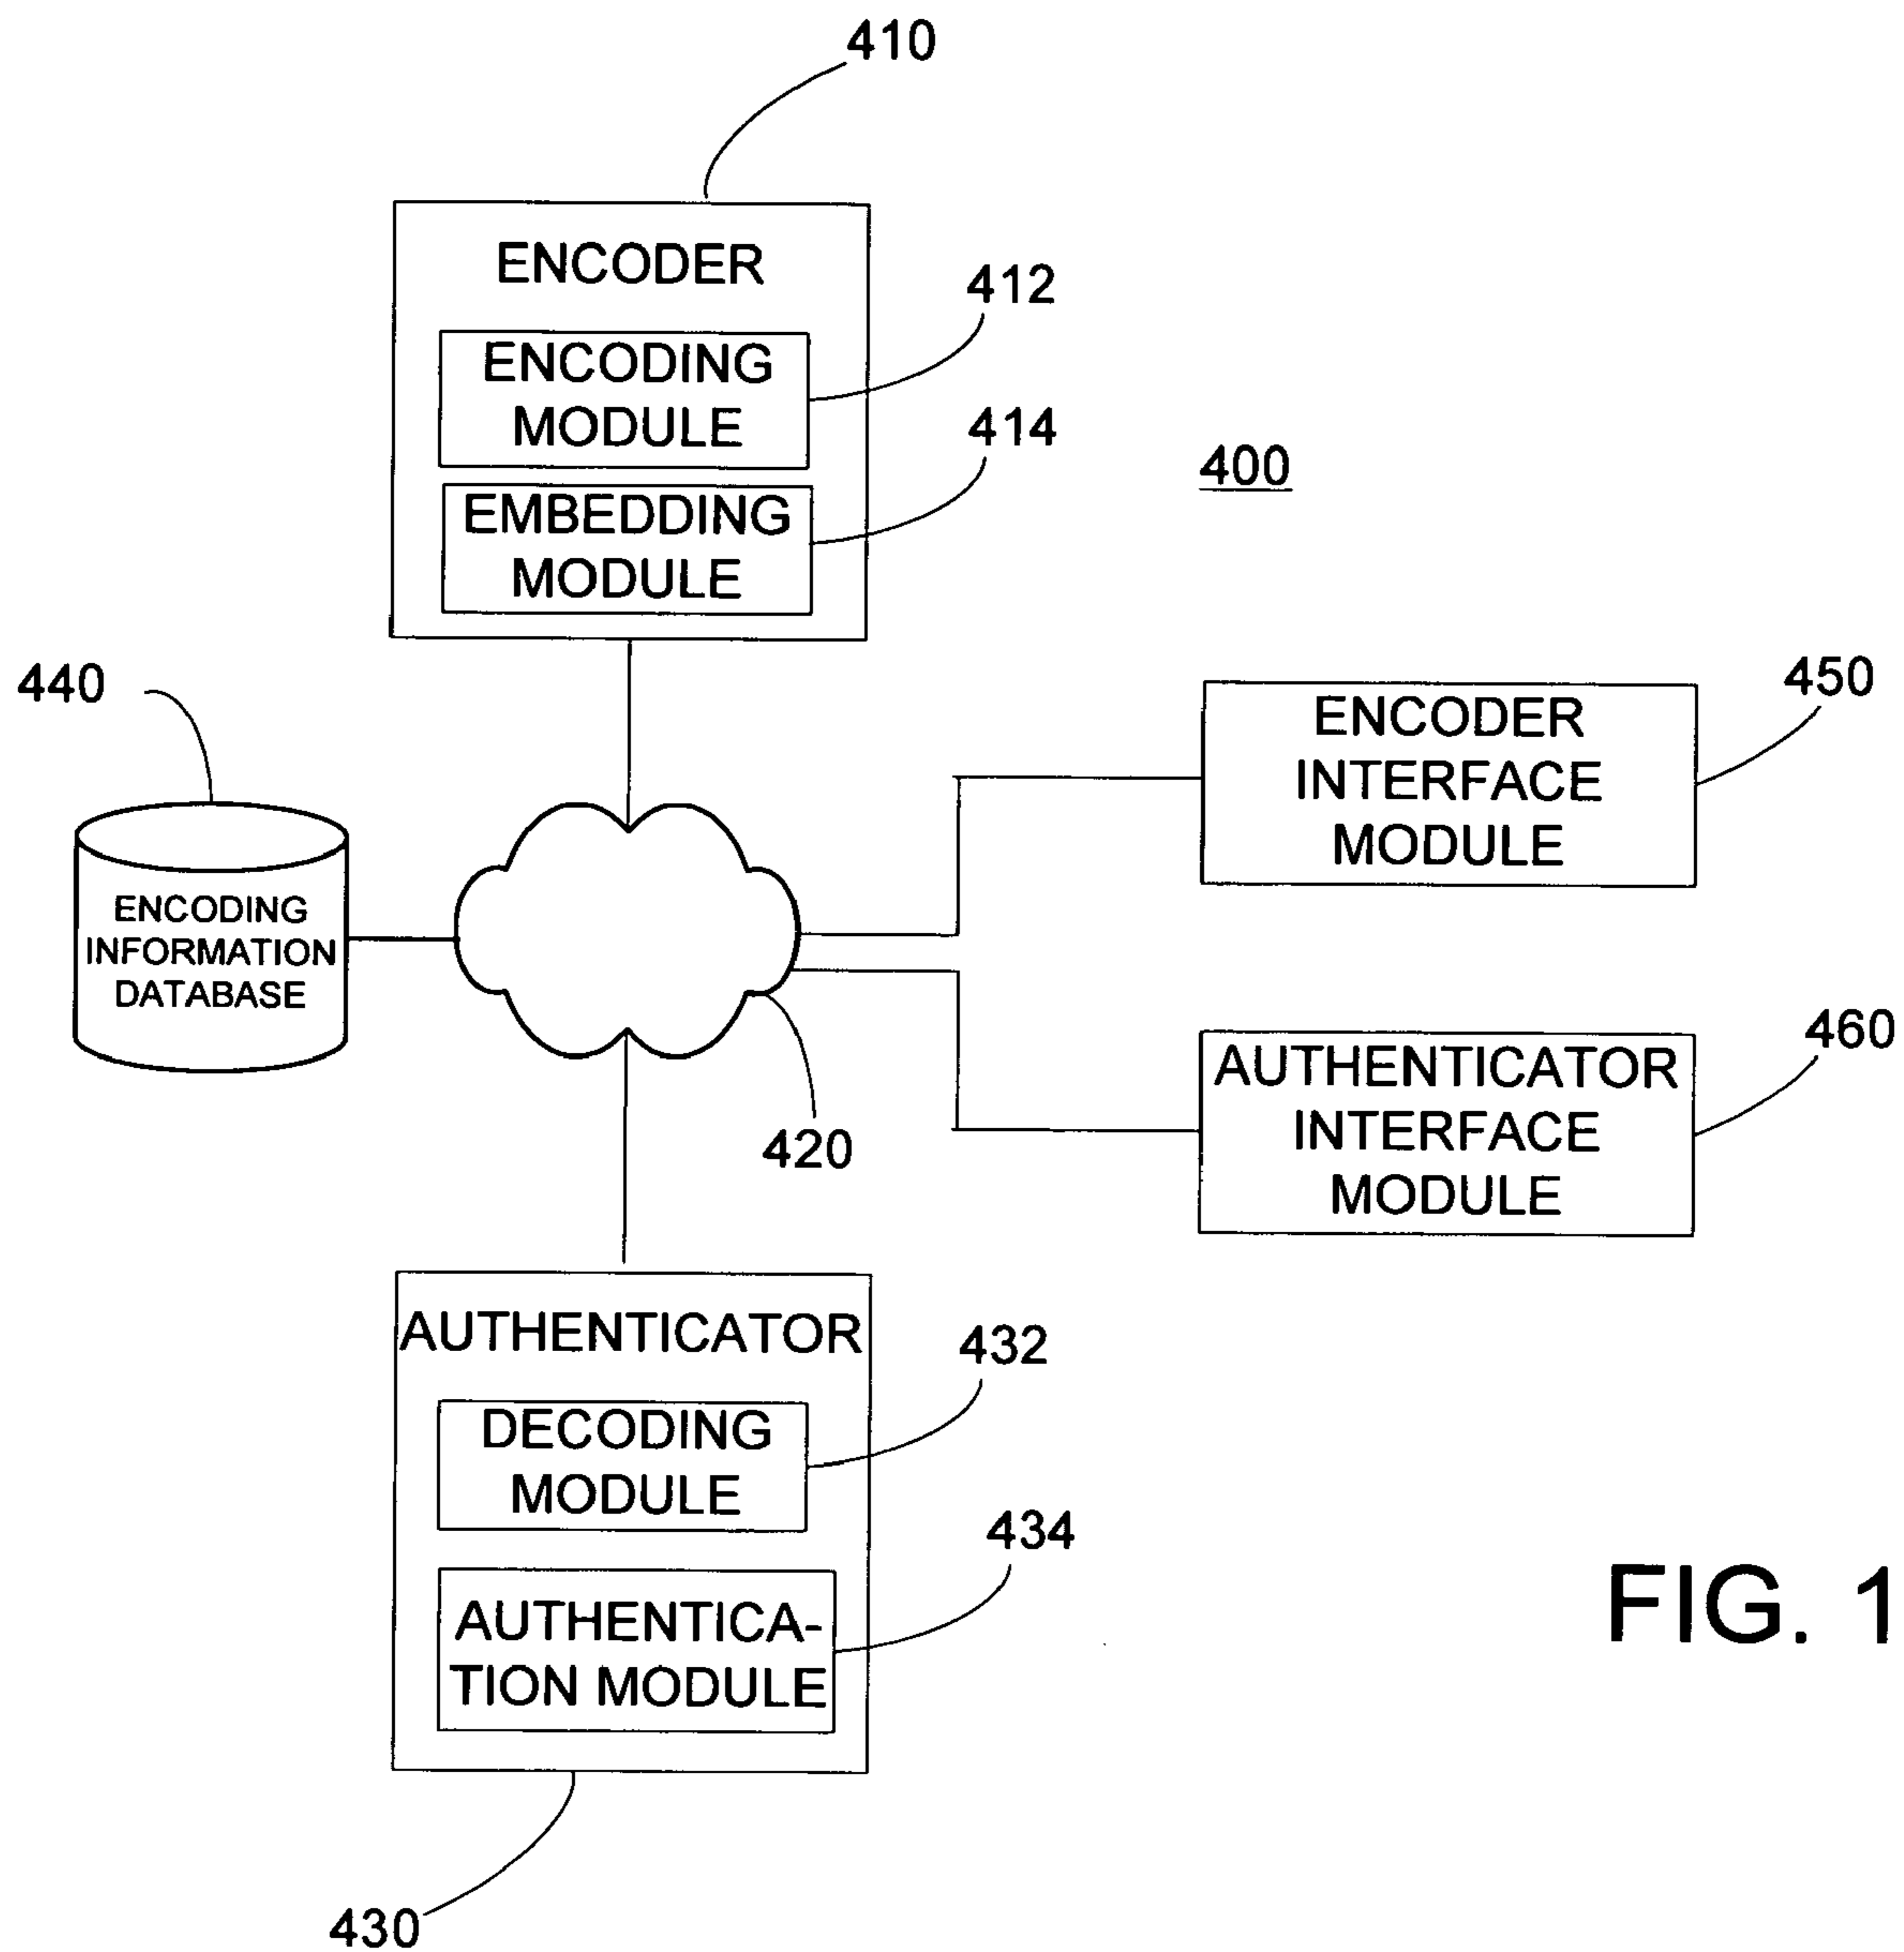 410
ENCODER
412
ENCODING
MODULE
414
EMBEDDING
MODULE
400
440
450
ENCODER
INTERFACE
MODULE
ENCODING
INFORMATION
DATABASE
460
AUTHENTICATOR
INTERFACE
MODULE
420
AUTHENTICATOR
432
DECODING
MODULE
434
AUTHENTICA-
TION MODULE
430
FIG. 1